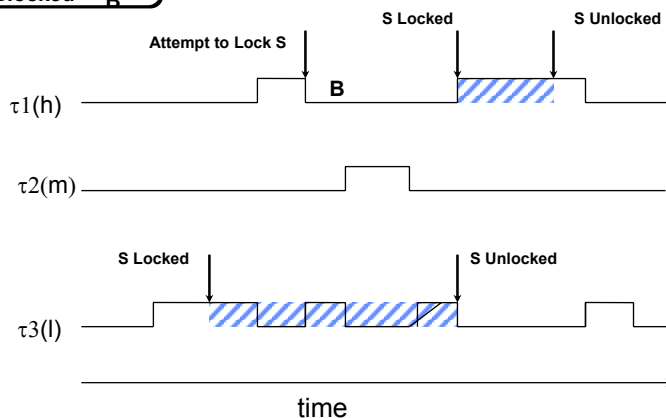 B
S Locked
S Unlocked
Attempt to Lock S
B
τ1(h)
τ2(m)
S Locked
S Unlocked
τ3(l)
time